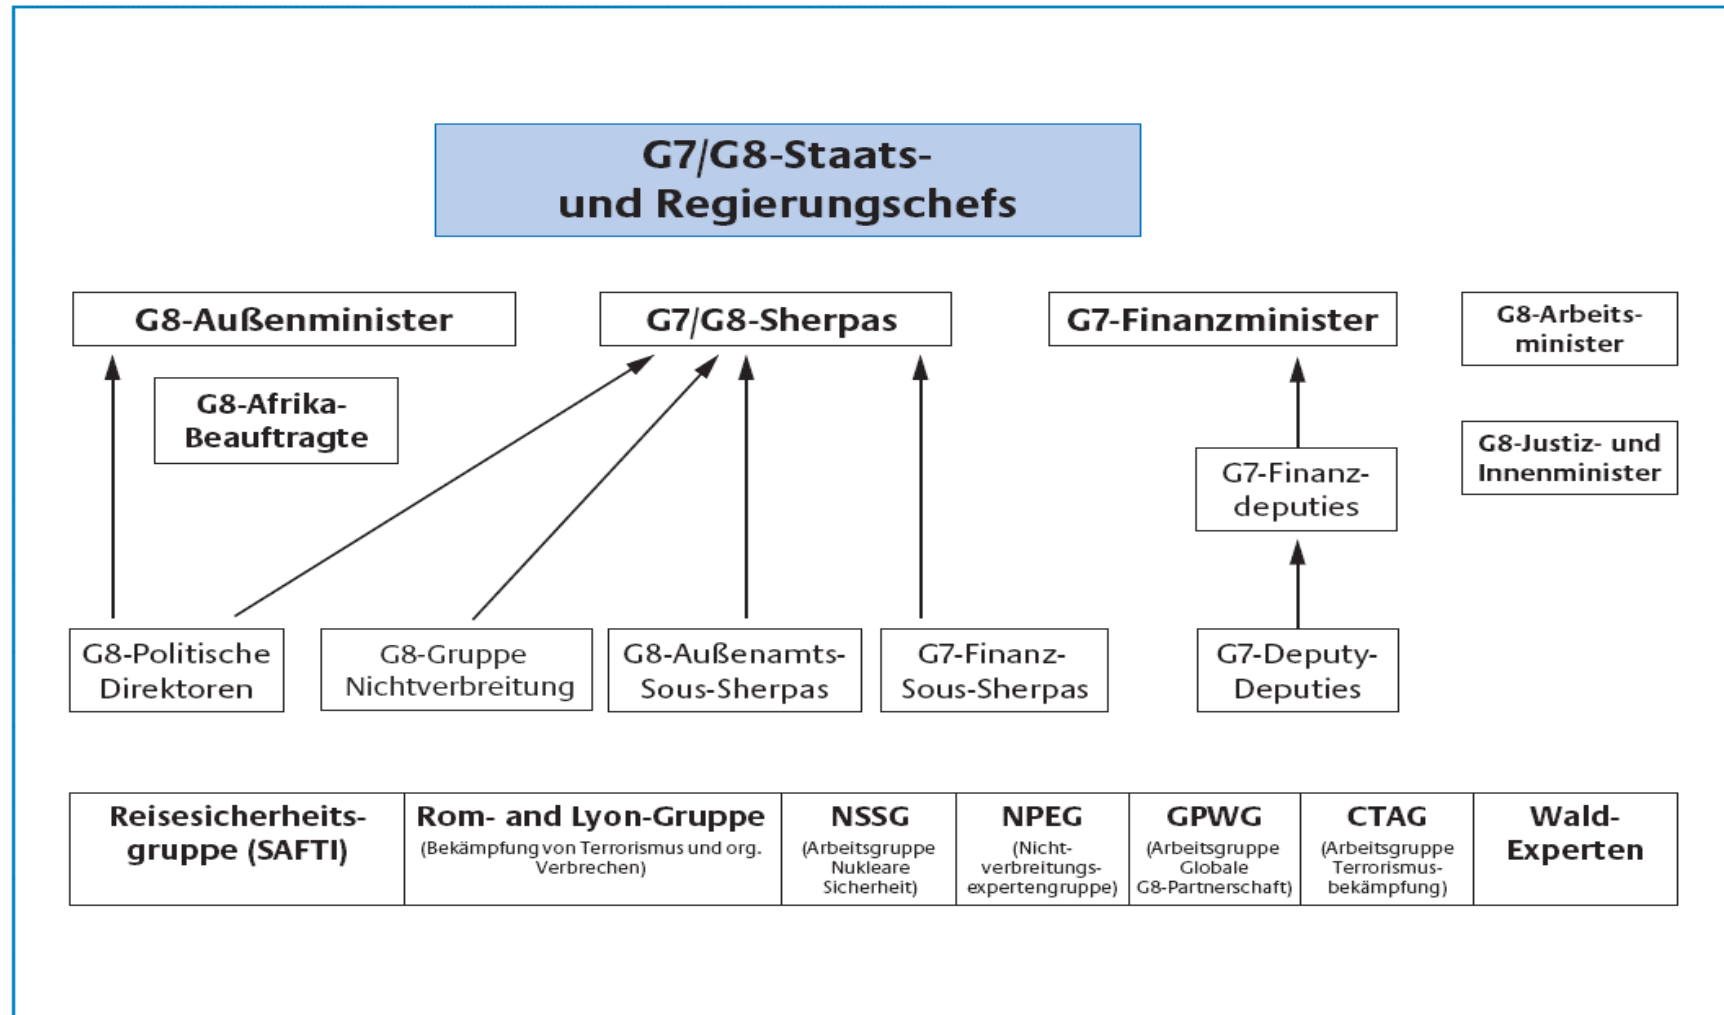 G7/G8-Staats-
und Regierungschefs
G8-Außenminister
G7/G8-Sherpas
G7-Finanzminister
G8-Arbeits-
minister
G8-Afrika-
Beauftragte
G8-Justiz- und
Innenminister
G7-Finanz-
deputies
G8-Politische
Direktoren
G8-Gruppe
Nichtverbreitung
G8-Außenamts-
Sous-Sherpas
G7-Finanz-
Sous-Sherpas
G7-Deputy-
Deputies
Reisesicherheits-
gruppe (SAFTI)
Rom- and Lyon-Gruppe
(Bekämpfung von Terrorismus und org.
Verbrechen)
NSSG
(Arbeitsgruppe
Nukleare
Sicherheit)
NPEG
(Nicht-
verbreitungs-
expertengruppe)
GPWG
(Arbeitsgruppe
Globale
G8-Partnerschaft)
CTAG
(Arbeitsgruppe
Terrorismus-
bekämpfung)
Wald-
Experten